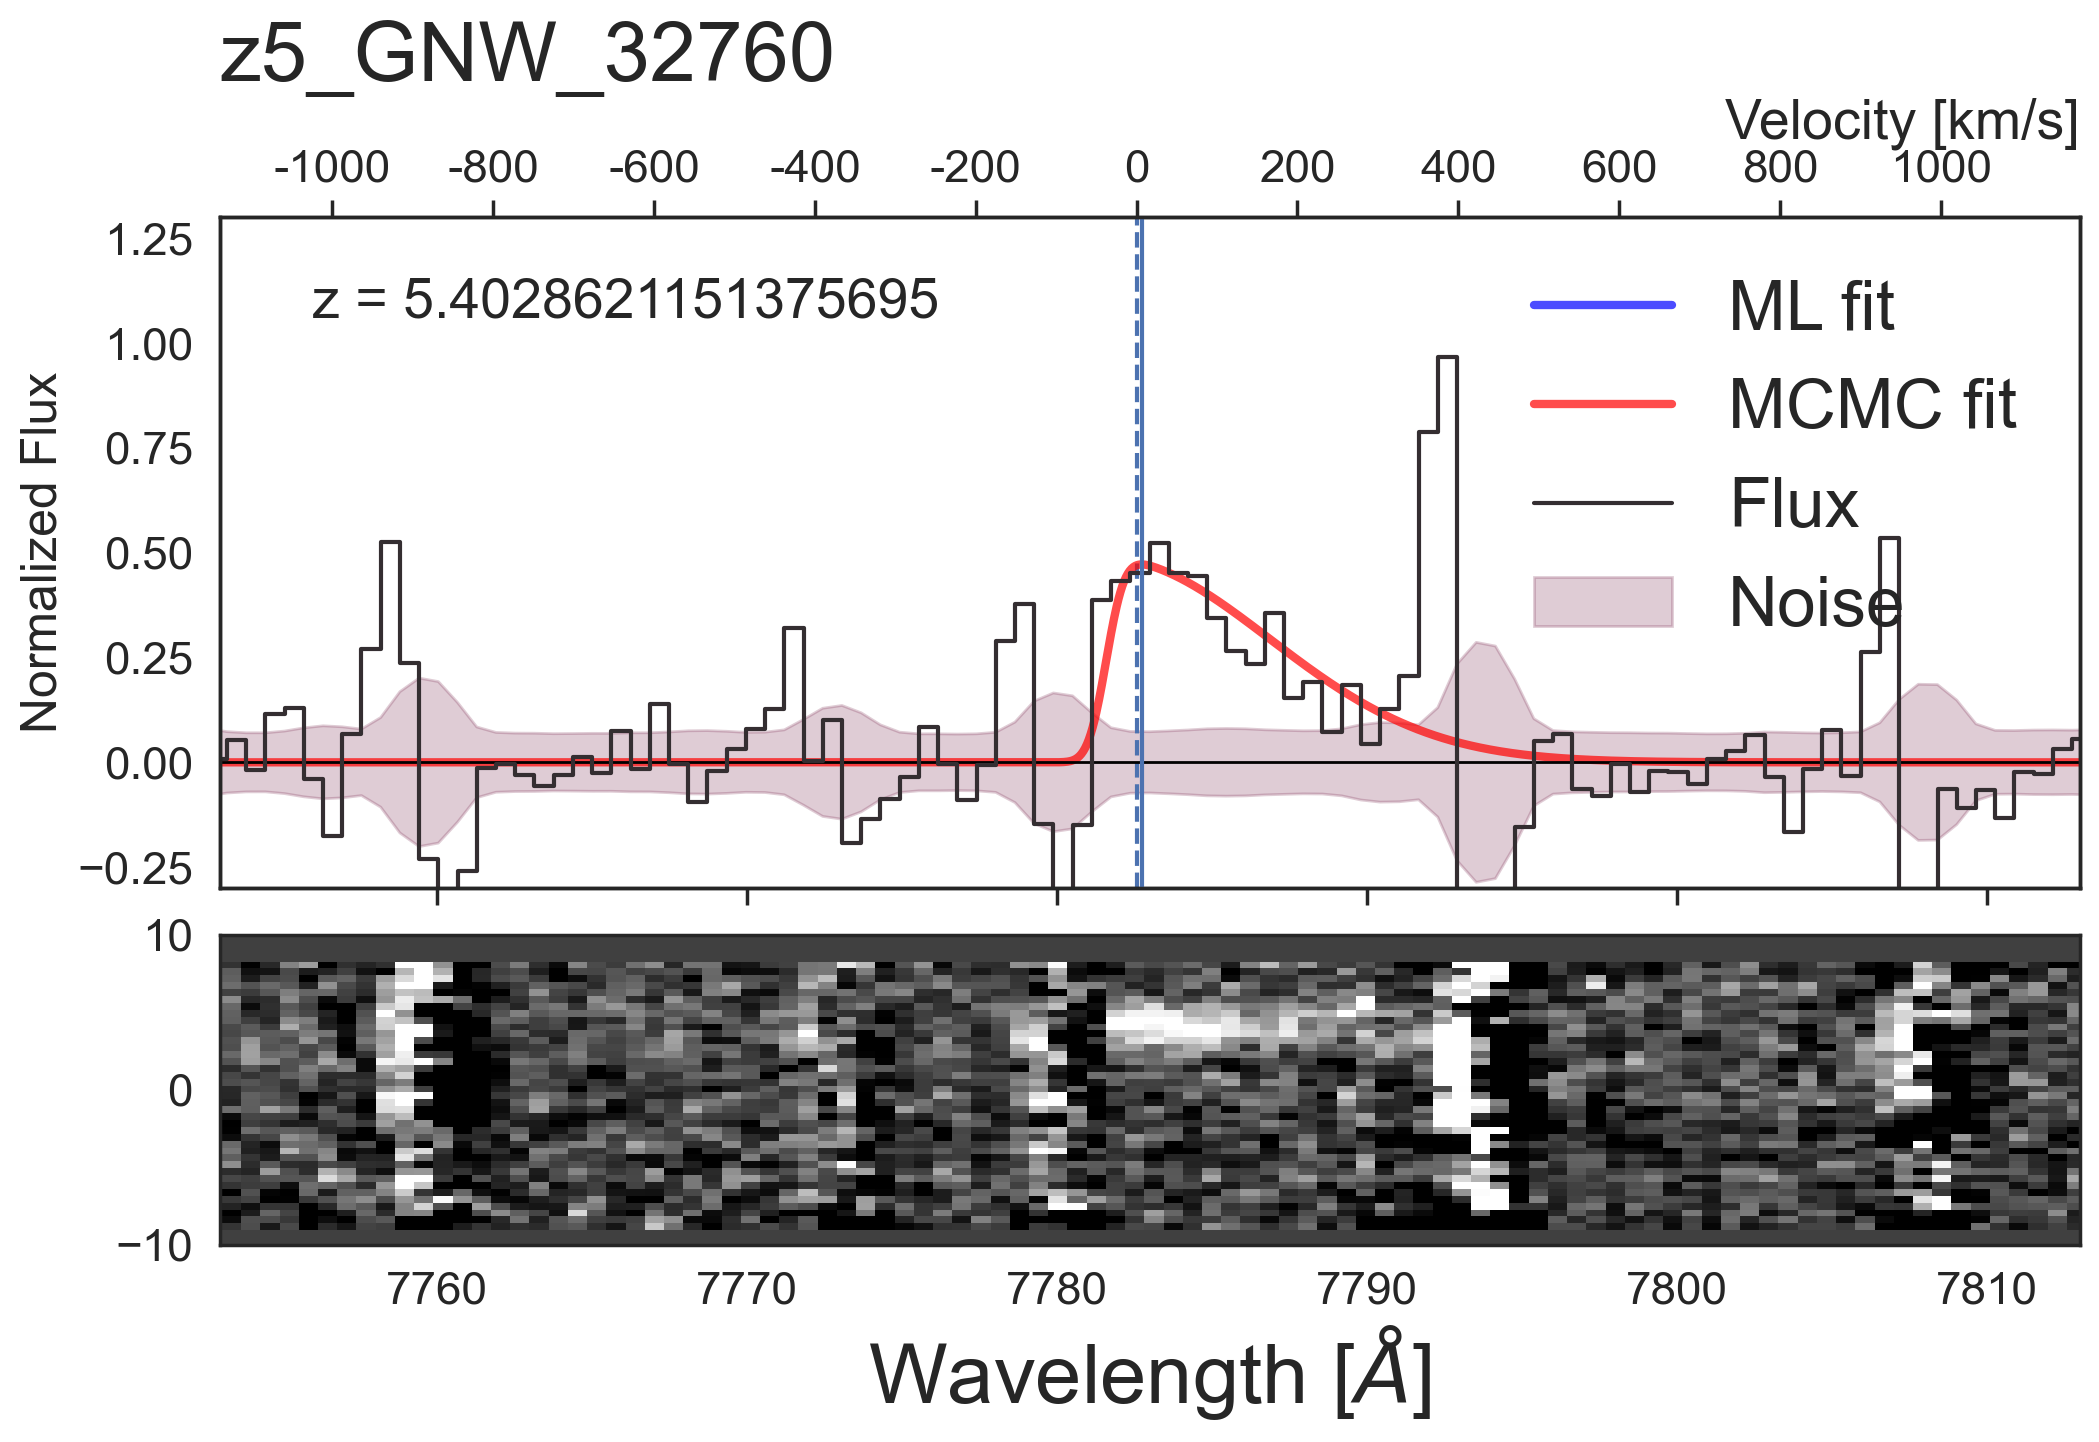 z5_GNW_32760
Velocity [km/s]
-1000 -800 -600 -400 -200 0 200 400 600 800 1000
1.25
1.00
0.75
0.50
0.25
0.00
−0.25
Normalized Flux
z = 5.4028621151375695
ML fit
MCMC fit
Flux
Noise
10
0
−10
7760 7770 7780 7790 7800 7810
Wavelength [Å]